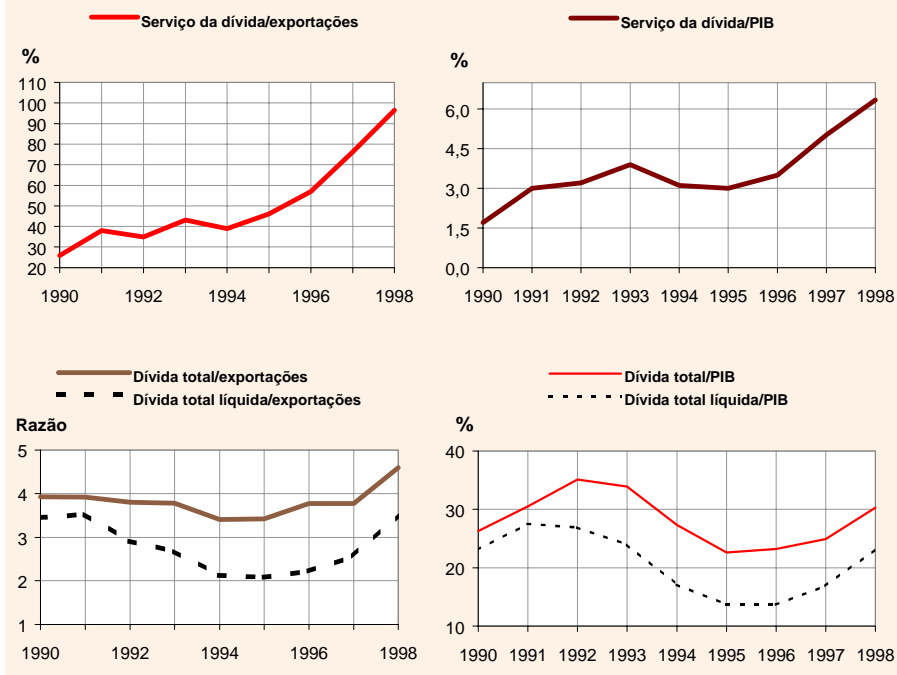 Serviço da dívida/exportações
%
110
100
90
80
70
60
50
40
30
20
1990 1992 1994 1996 1998
Serviço da dívida/PIB
%
6,0
4,5
3,0
1,5
0,0
1990 1991 1992 1993 1994 1995 1996 1997 1998
Dívida total/exportações
Dívida total líquida/exportações
Razão
5
4
3
2
1
1990 1992 1994 1996 1998
Dívida total/PIB
Dívida total líquida/PIB
%
40
30
20
10
1990 1991 1992 1993 1994 1995 1996 1997 1998